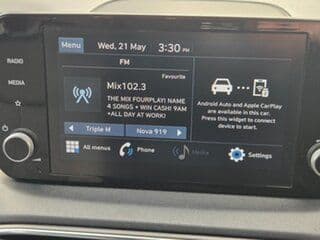 Menu Wed, 21 May 3:30 PM
RADIO
FM
Favourite
MEDIA
Mix102.3
THE MIX FOURPLAY! NAME
4 SONGS • WIN CASH! 9AM
•ALL DAY AT WORK!
Android Auto and Apple CarPlay
are available in this car.
Press this widget to connect
device to start.
Triple M Nova 919
All menus Phone Media Settings